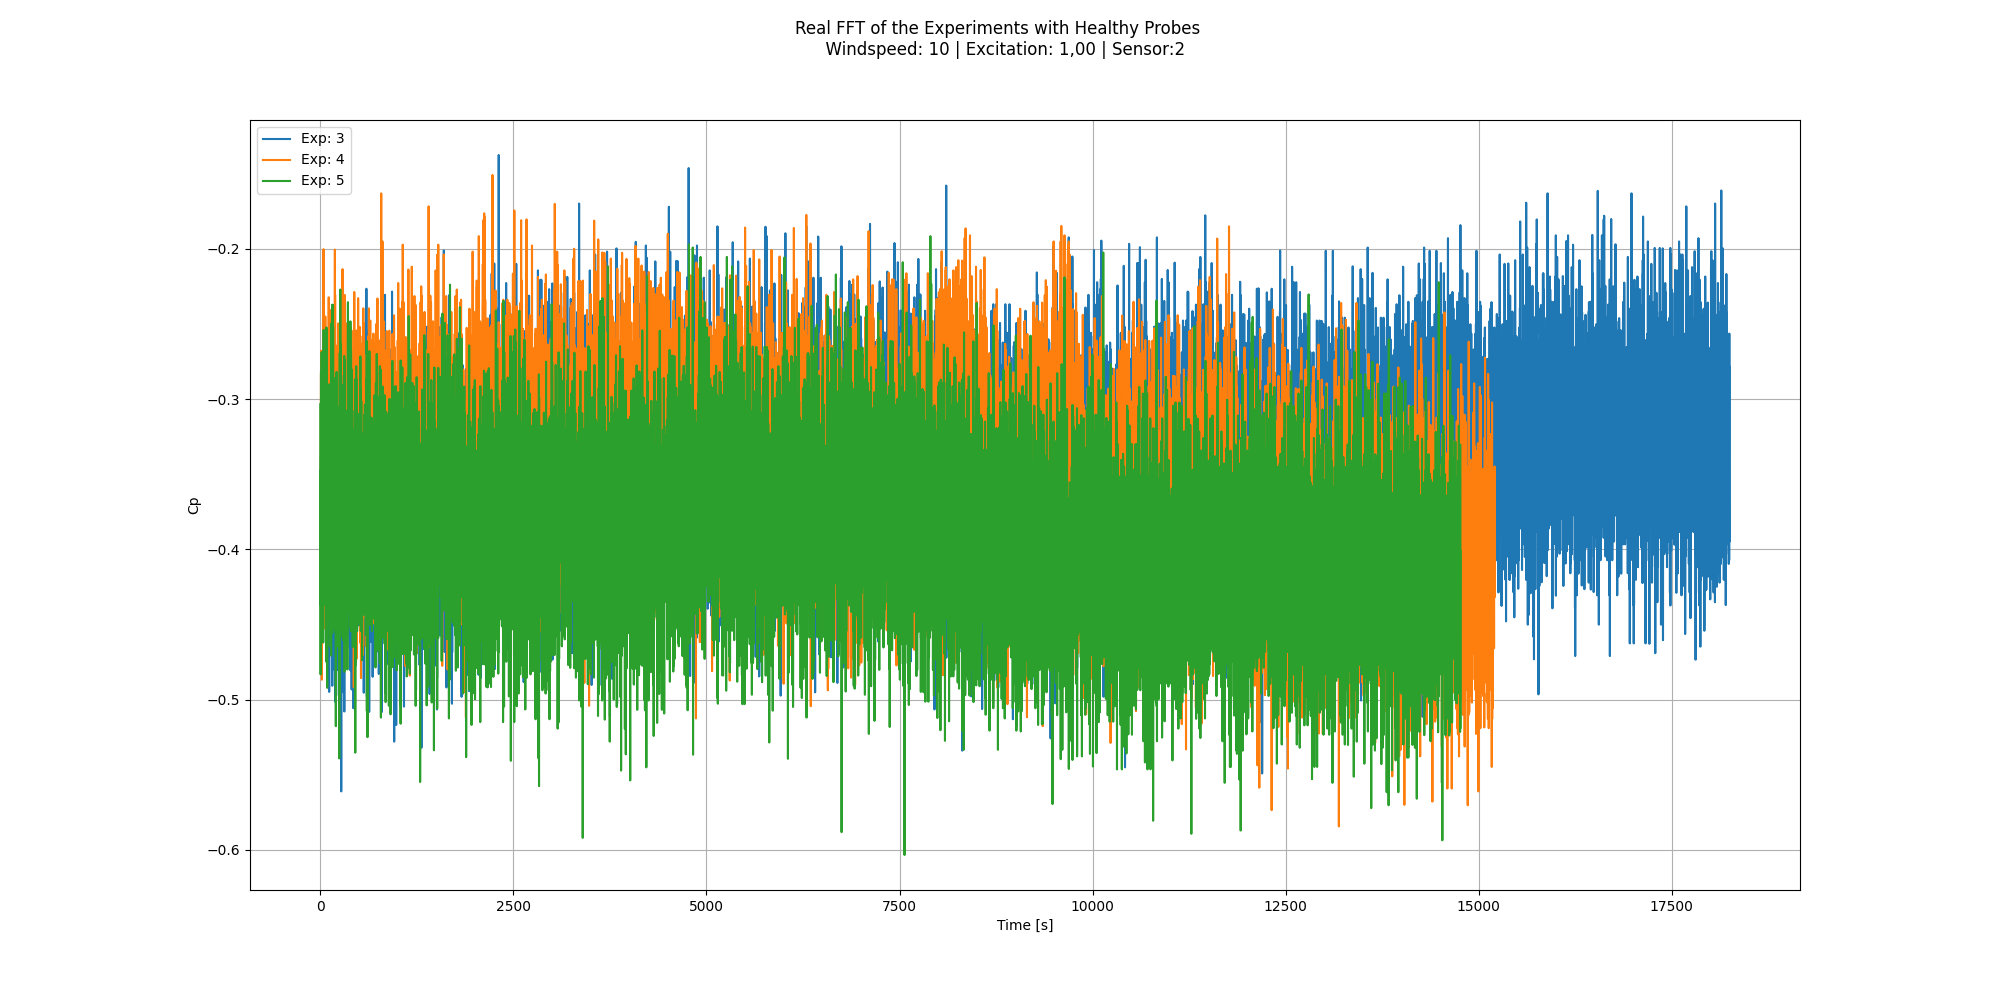 Real FFT of the Experiments with Healthy Probes
Windspeed: 10 | Excitation: 1,00 | Sensor:2
Exp: 3
Exp: 4
Exp: 5
−0.2
−0.3
−0.4
−0.5
−0.6
Cp
0 2500 5000 7500 10000 12500 15000 17500
Time [s]